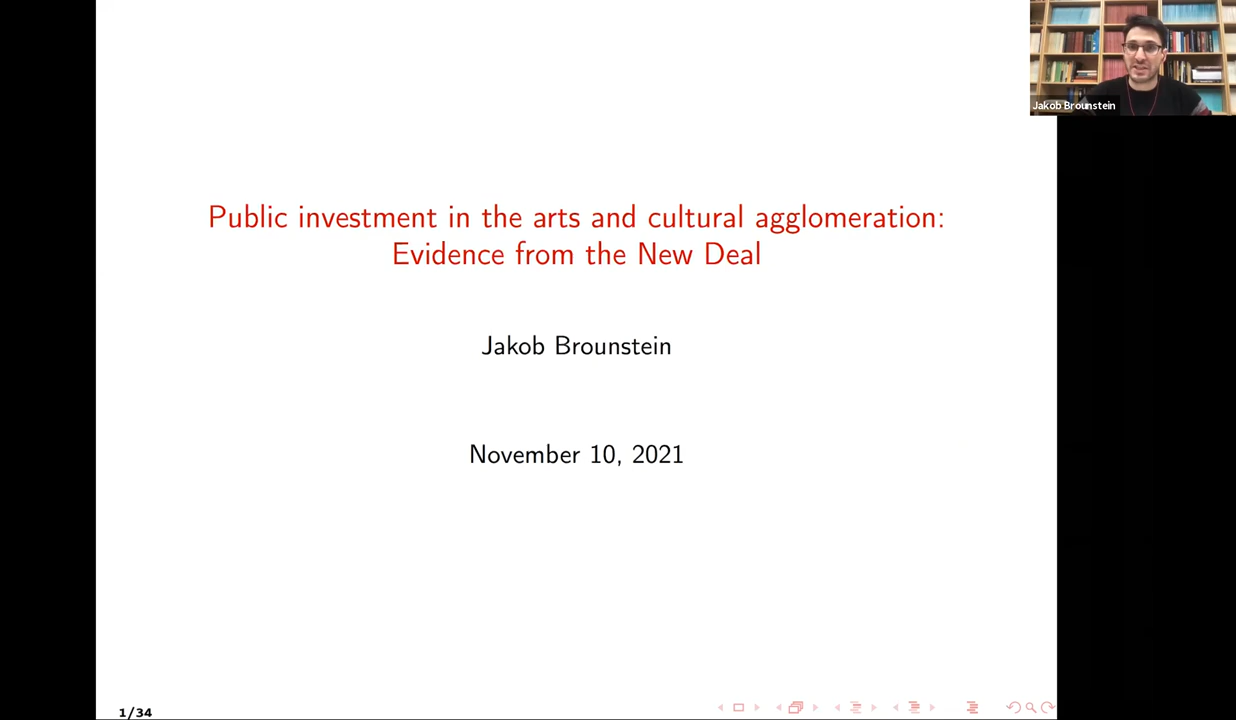 Jakob Brounstein
Public investment in the arts and cultural agglomeration:
Evidence from the New Deal
Jakob Brounstein
November 10, 2021
1/34